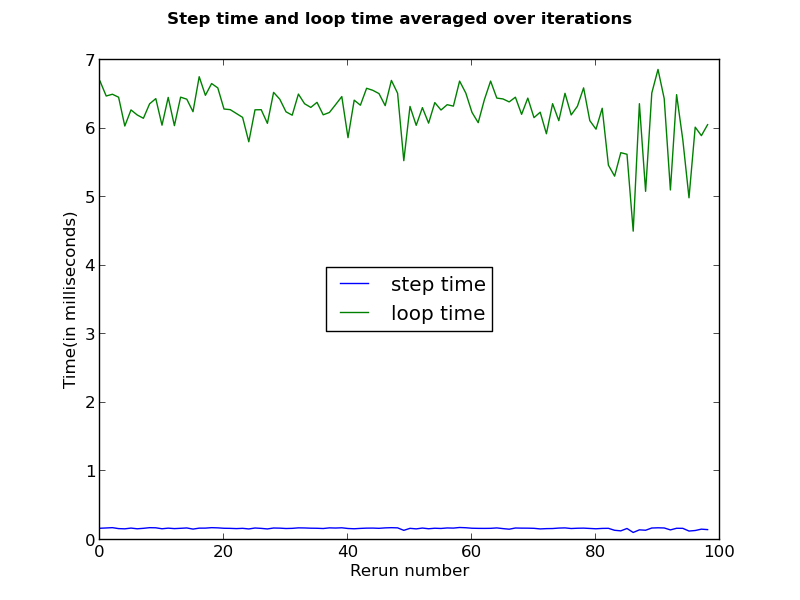 Step time and loop time averaged over iterations
7
6
5
4
3
2
1
0
Time(in milliseconds)
step time
loop time
0 20 40 60 80 100
Rerun number